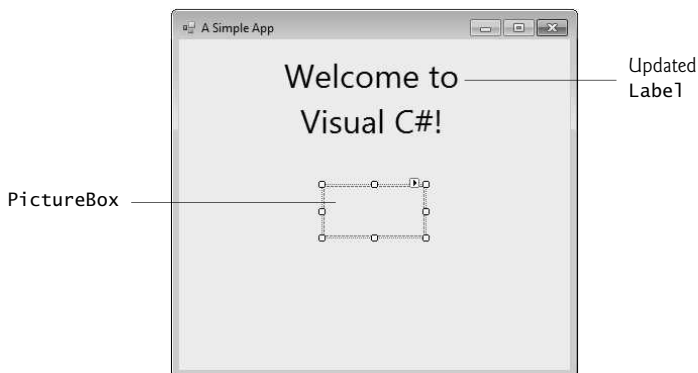 A Simple App
Welcome to
Visual C#!
Updated
Label
PictureBox